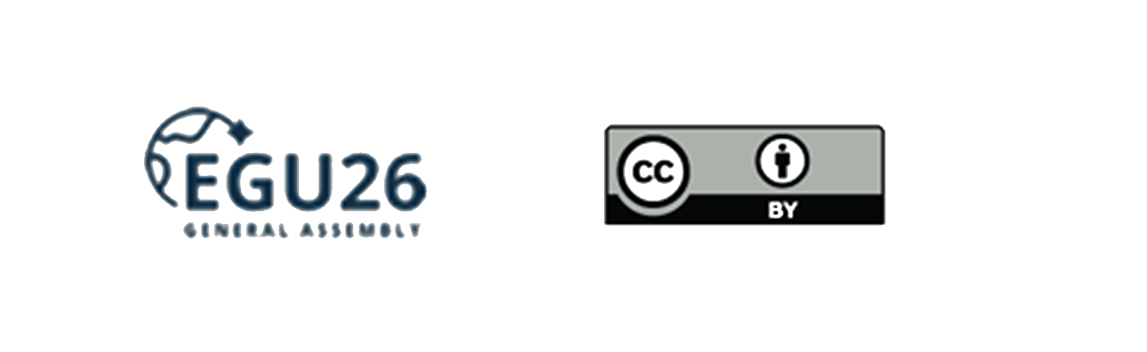 EGU26
GENERAL ASSEMBLY
CC
BY